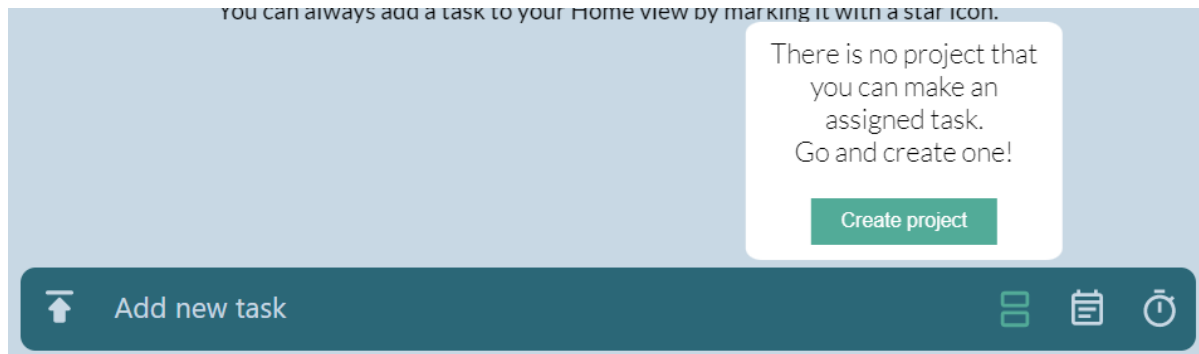 You can always add a task to your Home view by marking it with a star icon.
There is no project that
you can make an
assigned task.
Go and create one!
Create project
Add new task